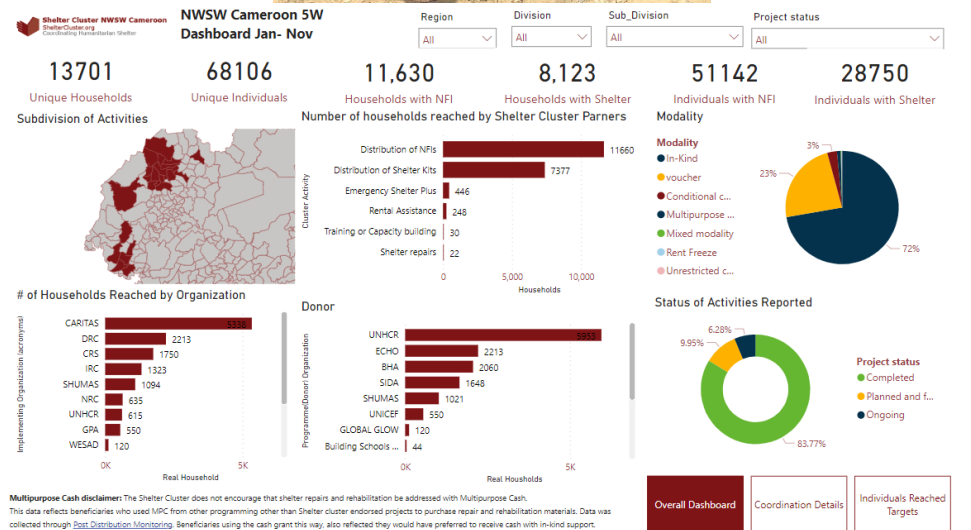 Shelter Cluster NWSW Cameroon
ShelterCluster.org
Coordinating Humanitarian Shelter
NWSW Cameroon 5W
Dashboard Jan- Nov
Region
All
Division
All
Sub_Division
All
Project status
All
13701
Unique Households
68106
Unique Individuals
11,630
Households with NFI
8,123
Households with Shelter
51142
Individuals with NFI
28750
Individuals with Shelter
Subdivision of Activities
Number of households reached by Shelter Cluster Parners
Cluster Activity
Distribution of NFIs 11660
Distribution of Shelter Kits 7377
Emergency Shelter Plus 446
Rental Assistance 248
Training or Capacity building 30
Shelter repairs 22
0 5,000 10,000
Households
Modality
Modality
In-Kind
voucher
Conditional c...
Multipurpose ...
Mixed modality
Rent Freeze
Unrestricted c...
3%
23%
72%
# of Households Reached by Organization
Implementing Organization (acronyms)
CARITAS 5338
DRC 2213
CRS 1750
IRC 1323
SHUMAS 1094
NRC 635
UNHCR 615
GPA 550
WESAD 120
0K 5K
Real Household
Donor
Programme(Donor) Organization
UNHCR 5953
ECHO 2213
BHA 2060
SIDA 1648
SHUMAS 1021
UNICEF 550
GLOBAL GLOW 120
Building Schools ... 44
0K 5K
Real Households
Status of Activities Reported
6.28%
9.95%
83.77%
Project status
Completed
Planned and f...
Ongoing
Multipurpose Cash disclaimer: The Shelter Cluster does not encourage that shelter repairs and rehabilitation be addressed with Multipurpose Cash.
This data reflects beneficiaries who used MPC from other programming other than Shelter cluster endorsed projects to purchase repair and rehabilitation materials. Data was
collected through Post Distribution Monitoring. Beneficiaries using the cash grant this way, also reflected they would have preferred to receive cash with in-kind support.
Overall Dashboard
Coordination Details
Individuals Reached
Targets